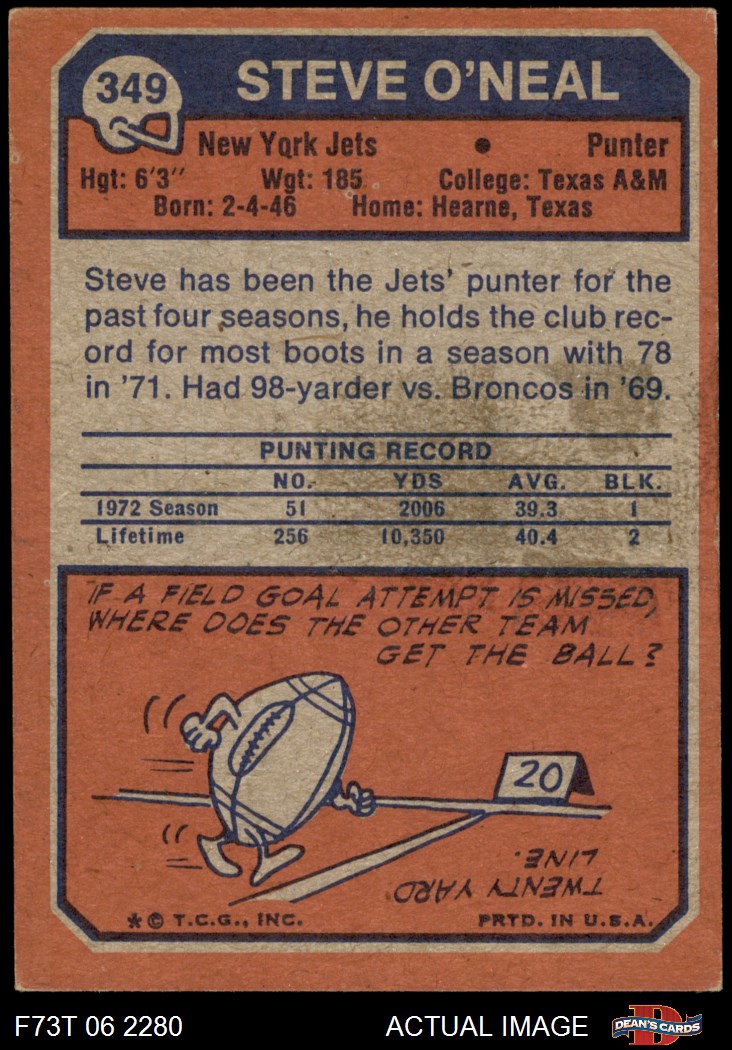 349 STEVE O'NEAL
New York Jets • Punter
Hgt: 6'3" Wgt: 185 College: Texas A&M
Born: 2-4-46 Home: Hearne, Texas
Steve has been the Jets' punter for the
past four seasons, he holds the club rec-
ord for most boots in a season with 78
in '71. Had 98-yarder vs. Broncos in '69.
PUNTING RECORD
NO. YDS AVG. BLK.
1972 Season 51 2006 39.3 1
Lifetime 256 10,350 40.4 2
IF A FIELD GOAL ATTEMPT IS MISSED,
WHERE DOES THE OTHER TEAM
GET THE BALL?
20
TWENTY YARD
LINE.
* © T.C.G., INC. PRTD. IN U.S.A.
F73T 06 2280 ACTUAL IMAGE DEAN'S CARDS